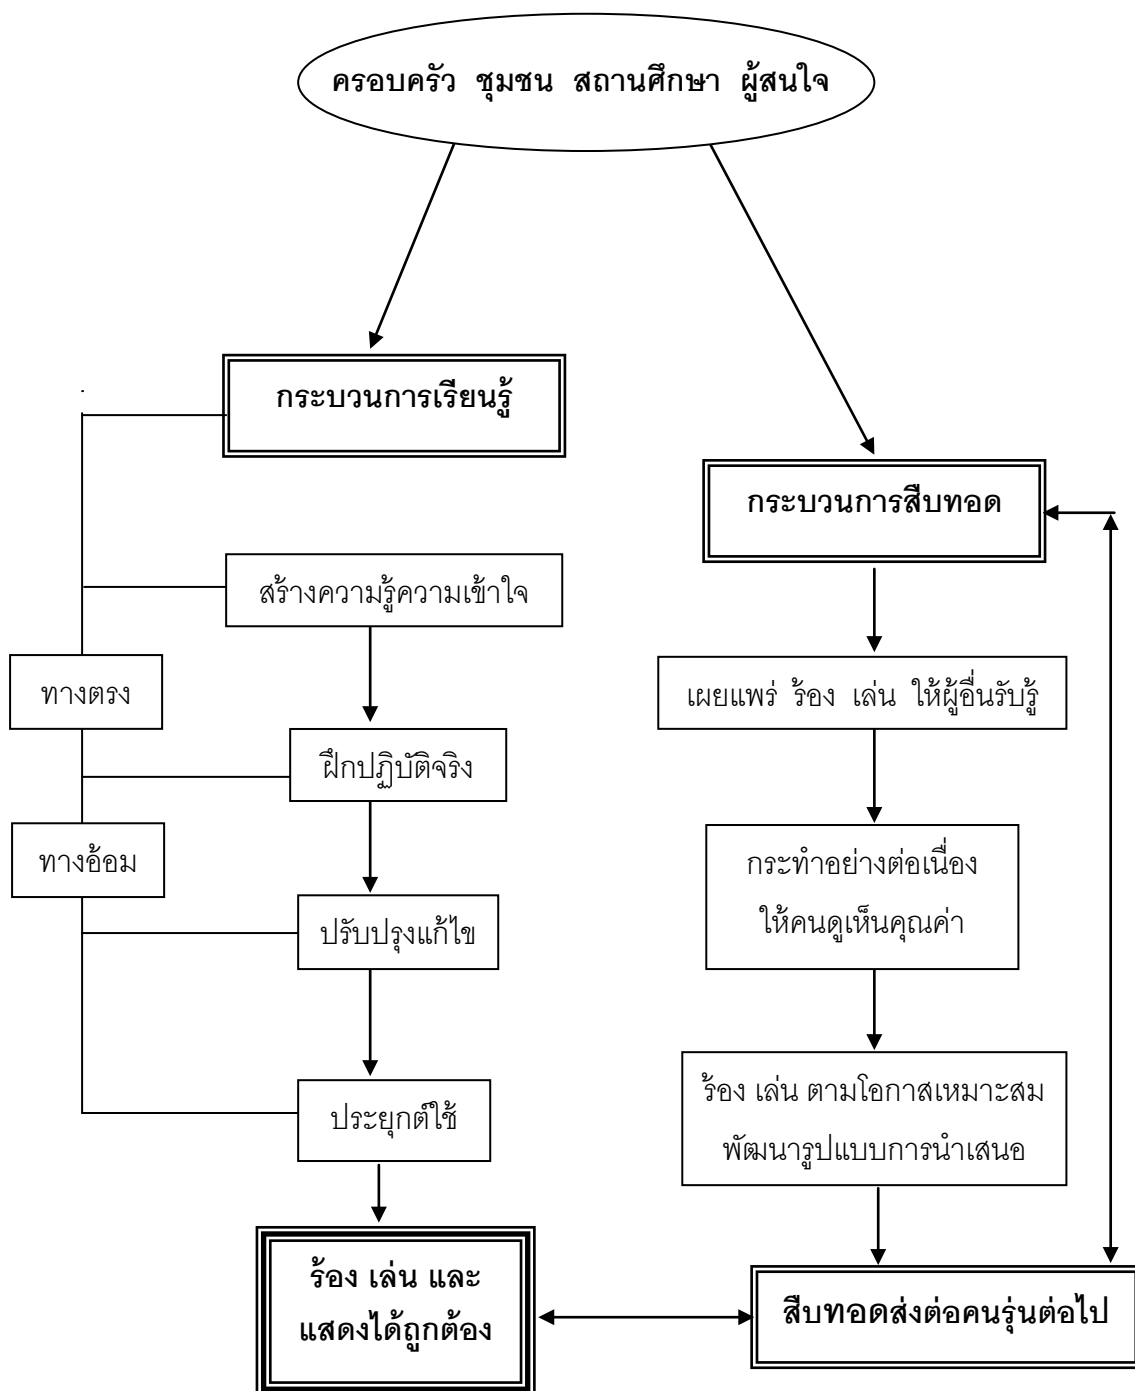 ครอบครัว ชุมชน สถานศึกษา ผู้สนใจ
กระบวนการเรียนรู้
กระบวนการสืบทอด
สร้างความรู้ความเข้าใจ
ทางตรง
เผยแพร่ ร้อง เล่น ให้ผู้อื่นรับรู้
ฝึกปฏิบัติจริง
ทางอ้อม
กระทำอย่างต่อเนื่อง
ให้คนดูเห็นคุณค่า
ปรับปรุงแก้ไข
ร้อง เล่น ตามโอกาสเหมาะสม
พัฒนารูปแบบการนำเสนอ
ประยุกต์ใช้
ร้อง เล่น และ
แสดงได้ถูกต้อง
สืบทอดส่งต่อคนรุ่นต่อไป